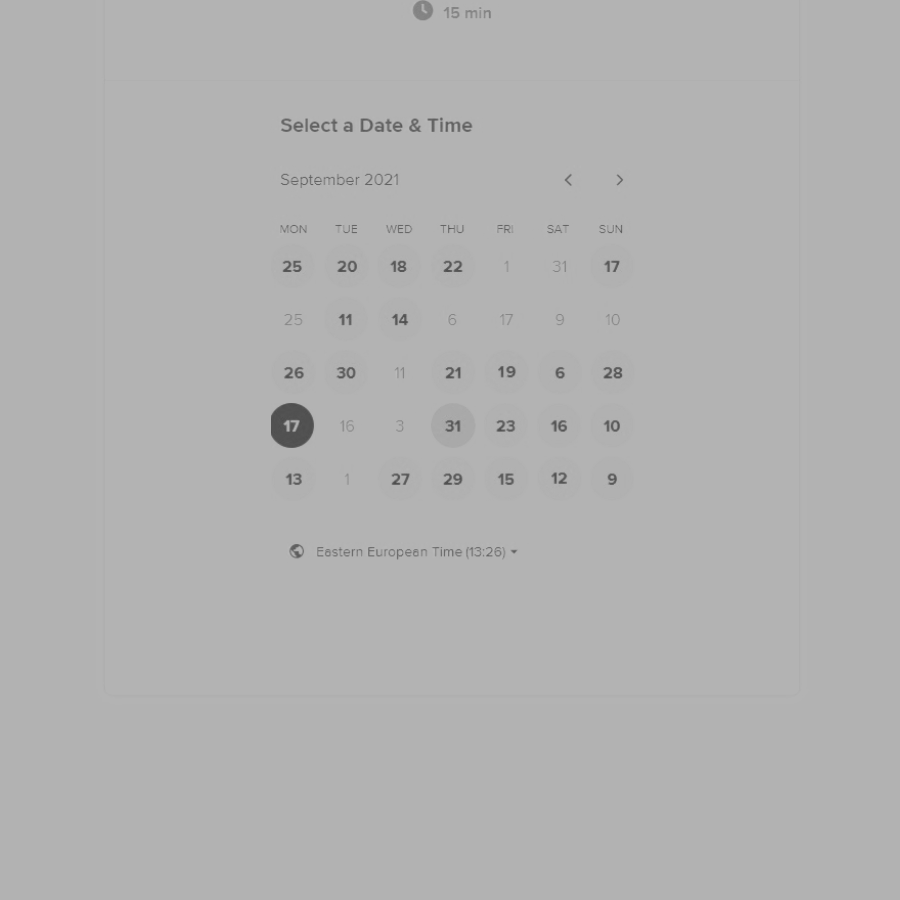 15 min
Select a Date & Time
September 2021
MON TUE WED THU FRI SAT SUN
25 20 18 22 1 31 17
25 11 14 6 17 9 10
26 30 11 21 19 6 28
17 16 3 31 23 16 10
13 1 27 29 15 12 9
Eastern European Time (13:26)